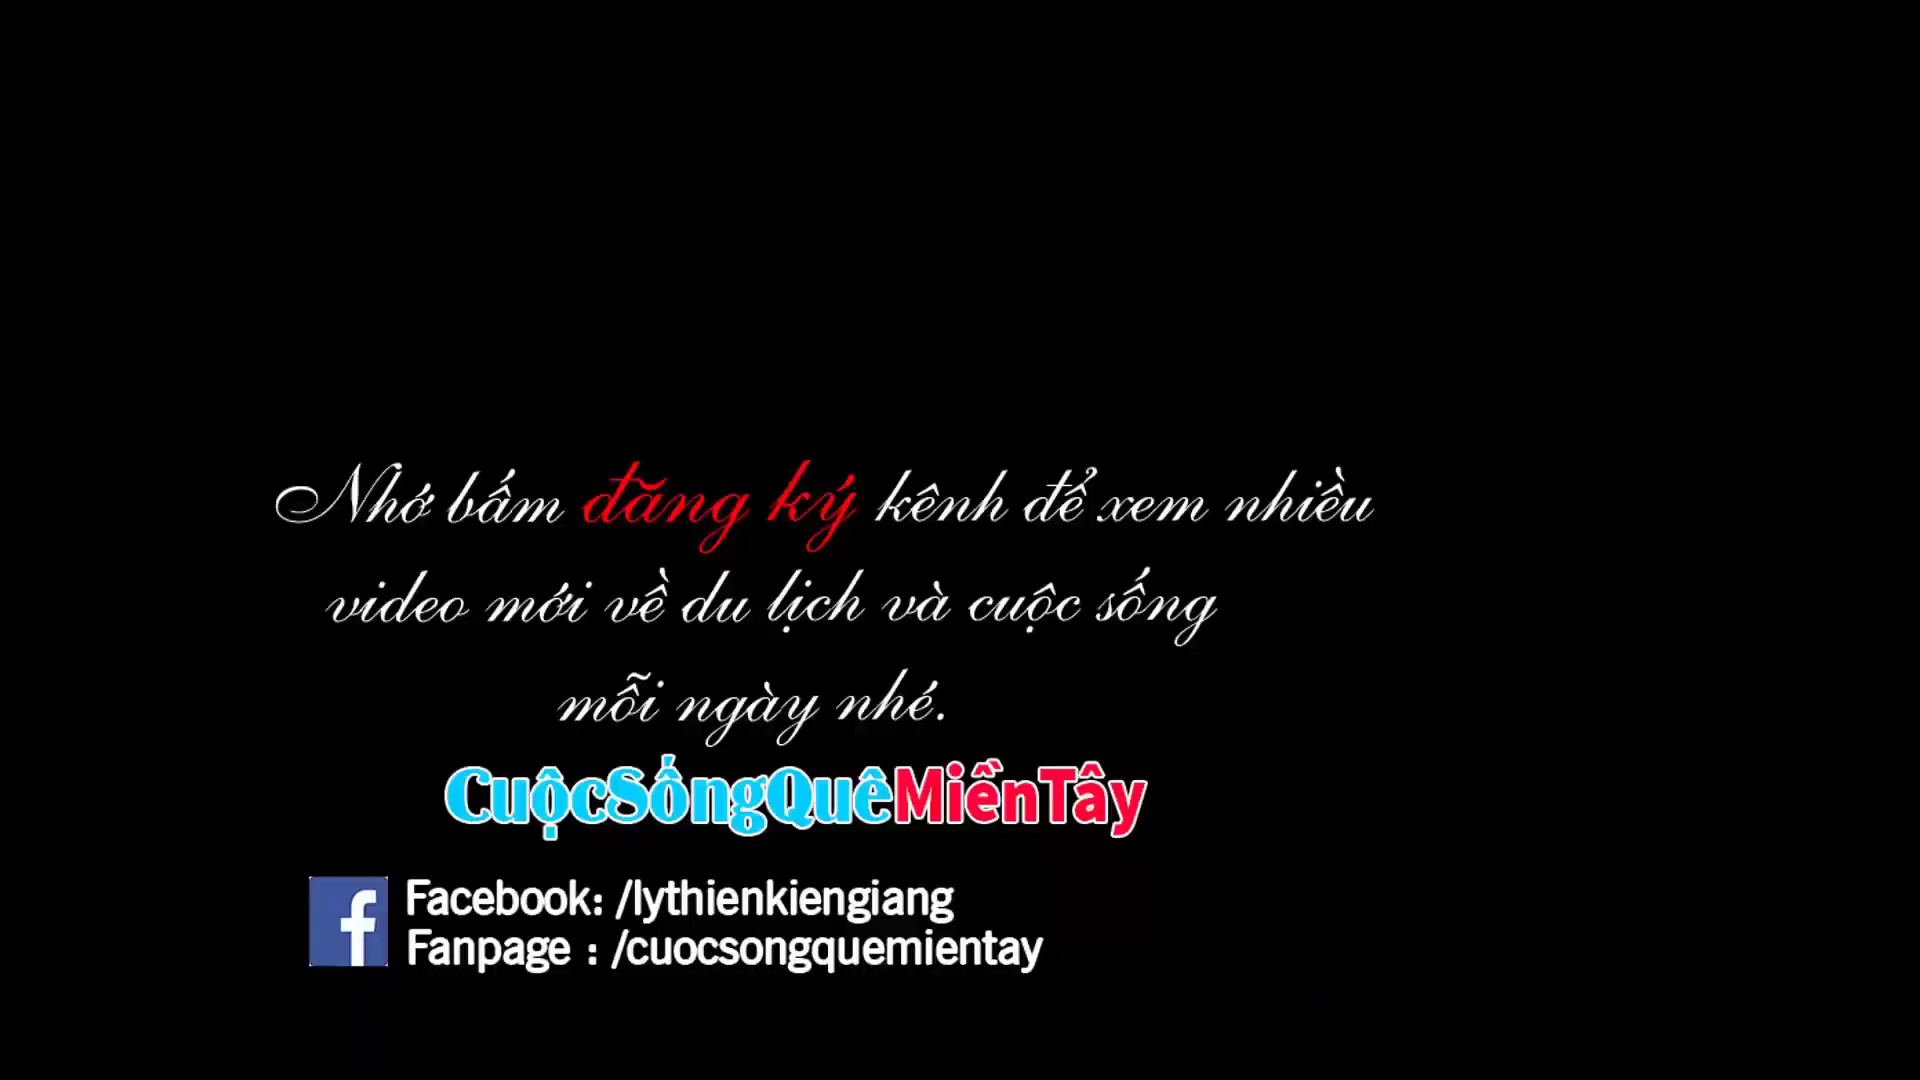 Nhớ bấm đăng ký kênh để xem nhiều
video mới về du lịch và cuộc sống
mỗi ngày nhé.
CuộcSốngQuêMiềnTây
Facebook: /lythienkiengiang
Fanpage : /cuocsongquemientay